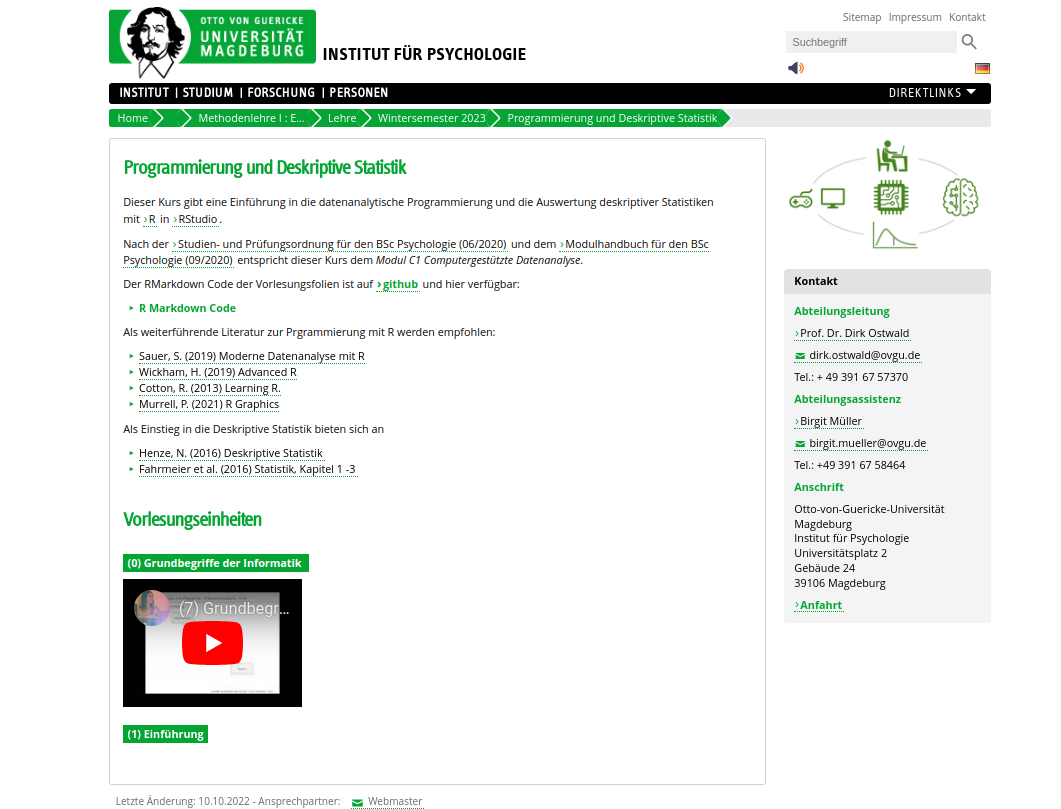 Sitemap Impressum Kontakt
OTTO VON GUERICKE
UNIVERSITÄT
MAGDEBURG
INSTITUT FÜR PSYCHOLOGIE
Suchbegriff
INSTITUT | STUDIUM | FORSCHUNG | PERSONEN
DIREKTLINKS
Home
Methodenlehre I : E...
Lehre
Wintersemester 2023
Programmierung und Deskriptive Statistik
Programmierung und Deskriptive Statistik
Dieser Kurs gibt eine Einführung in die datenanalytische Programmierung und die Auswertung deskriptiver Statistiken
mit ›R in ›RStudio .
Nach der ›Studien- und Prüfungsordnung für den BSc Psychologie (06/2020) und dem ›Modulhandbuch für den BSc
Psychologie (09/2020) entspricht dieser Kurs dem Modul C1 Computergestützte Datenanalyse.
Der RMarkdown Code der Vorlesungsfolien ist auf ›github und hier verfügbar:
R Markdown Code
Als weiterführende Literatur zur Prgrammierung mit R werden empfohlen:
Sauer, S. (2019) Moderne Datenanalyse mit R
Wickham, H. (2019) Advanced R
Cotton, R. (2013) Learning R.
Murrell, P. (2021) R Graphics
Als Einstieg in die Deskriptive Statistik bieten sich an
Henze, N. (2016) Deskriptive Statistik
Fahrmeier et al. (2016) Statistik, Kapitel 1 -3
Vorlesungseinheiten
(0) Grundbegriffe der Informatik
(7) Grundbegr...
(1) Einführung
Kontakt
Abteilungsleitung
›Prof. Dr. Dirk Ostwald
dirk.ostwald@ovgu.de
Tel.: + 49 391 67 57370
Abteilungsassistenz
›Birgit Müller
birgit.mueller@ovgu.de
Tel.: +49 391 67 58464
Anschrift
Otto-von-Guericke-Universität
Magdeburg
Institut für Psychologie
Universitätsplatz 2
Gebäude 24
39106 Magdeburg
›Anfahrt
Letzte Änderung: 10.10.2022 - Ansprechpartner: Webmaster